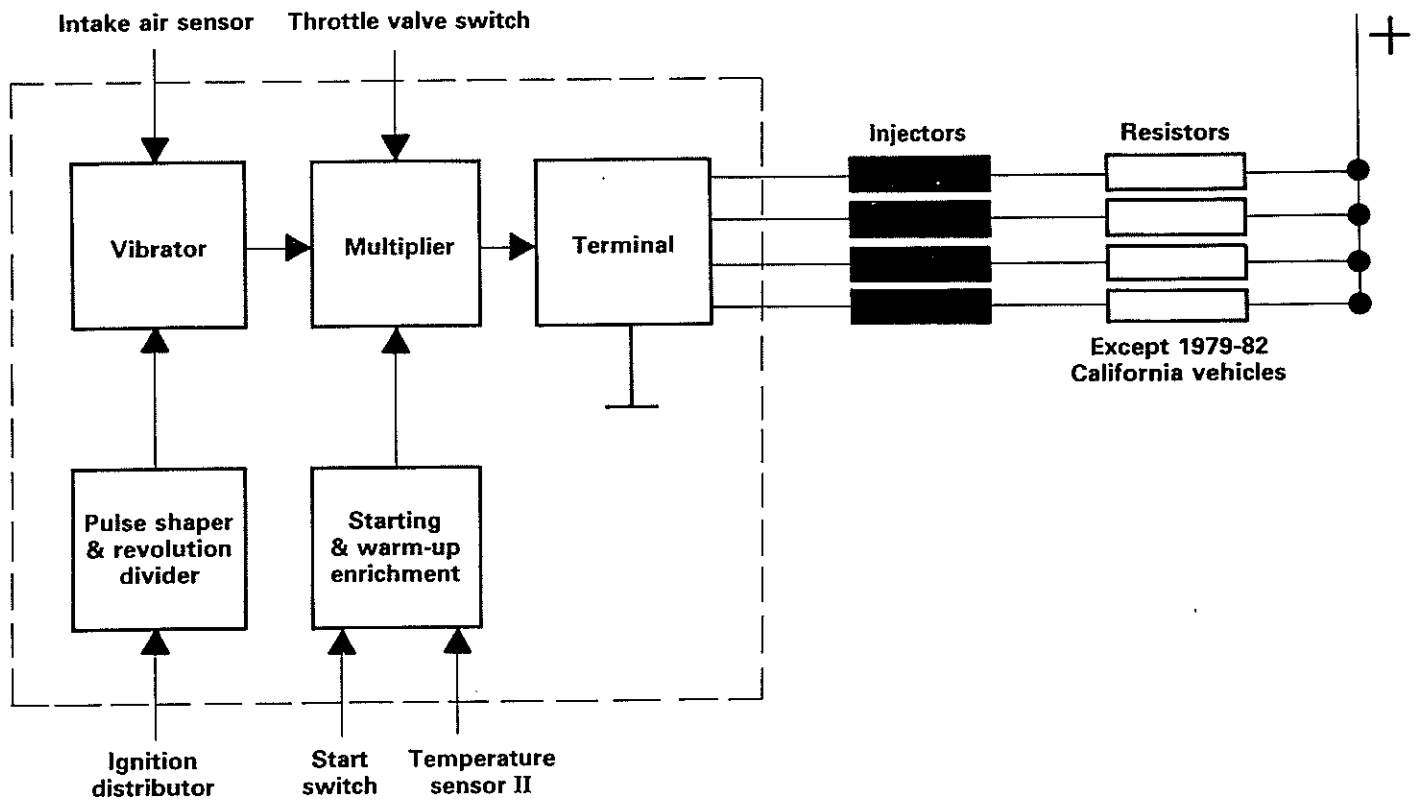 Intake air sensor
Throttle valve switch
+
Injectors
Resistors
Vibrator
Multiplier
Terminal
Except 1979-82
California vehicles
Pulse shaper
& revolution
divider
Starting
& warm-up
enrichment
Ignition
distributor
Start
switch
Temperature
sensor II